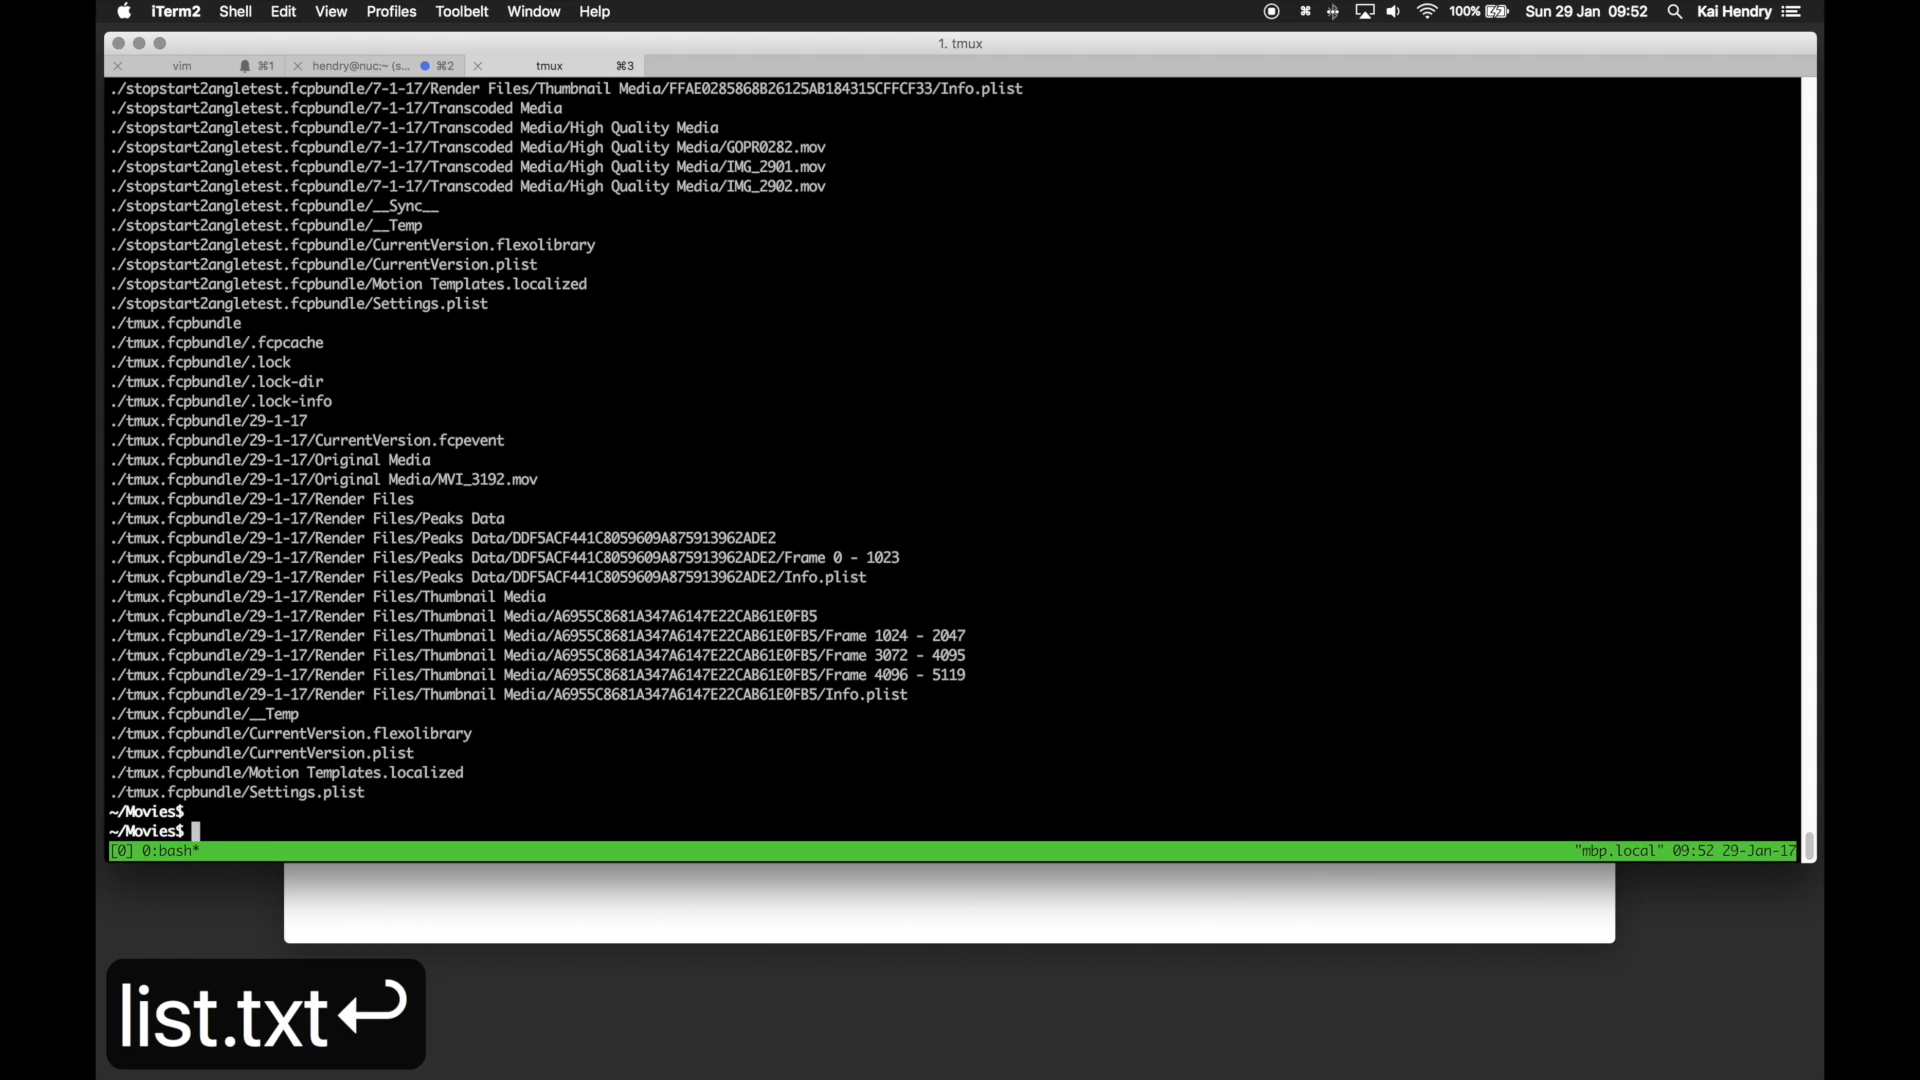 iTerm2 Shell Edit View Profiles Toolbelt Window Help 100% Sun 29 Jan 09:52 Kai Hendry
1. tmux
vim ⌘1 hendry@nuc:~ (s... ⌘2 tmux ⌘3
./stopstart2angletest.fcpbundle/7-1-17/Render Files/Thumbnail Media/FFAE0285868B26125AB184315CFFCF33/Info.plist
./stopstart2angletest.fcpbundle/7-1-17/Transcoded Media
./stopstart2angletest.fcpbundle/7-1-17/Transcoded Media/High Quality Media
./stopstart2angletest.fcpbundle/7-1-17/Transcoded Media/High Quality Media/GOPR0282.mov
./stopstart2angletest.fcpbundle/7-1-17/Transcoded Media/High Quality Media/IMG_2901.mov
./stopstart2angletest.fcpbundle/7-1-17/Transcoded Media/High Quality Media/IMG_2902.mov
./stopstart2angletest.fcpbundle/__Sync__
./stopstart2angletest.fcpbundle/__Temp
./stopstart2angletest.fcpbundle/CurrentVersion.flexolibrary
./stopstart2angletest.fcpbundle/CurrentVersion.plist
./stopstart2angletest.fcpbundle/Motion Templates.localized
./stopstart2angletest.fcpbundle/Settings.plist
./tmux.fcpbundle
./tmux.fcpbundle/.fcpcache
./tmux.fcpbundle/.lock
./tmux.fcpbundle/.lock-dir
./tmux.fcpbundle/.lock-info
./tmux.fcpbundle/29-1-17
./tmux.fcpbundle/29-1-17/CurrentVersion.fcpevent
./tmux.fcpbundle/29-1-17/Original Media
./tmux.fcpbundle/29-1-17/Original Media/MVI_3192.mov
./tmux.fcpbundle/29-1-17/Render Files
./tmux.fcpbundle/29-1-17/Render Files/Peaks Data
./tmux.fcpbundle/29-1-17/Render Files/Peaks Data/DDF5ACF441C8059609A875913962ADE2
./tmux.fcpbundle/29-1-17/Render Files/Peaks Data/DDF5ACF441C8059609A875913962ADE2/Frame 0 - 1023
./tmux.fcpbundle/29-1-17/Render Files/Peaks Data/DDF5ACF441C8059609A875913962ADE2/Info.plist
./tmux.fcpbundle/29-1-17/Render Files/Thumbnail Media
./tmux.fcpbundle/29-1-17/Render Files/Thumbnail Media/A6955C8681A347A6147E22CAB61E0FB5
./tmux.fcpbundle/29-1-17/Render Files/Thumbnail Media/A6955C8681A347A6147E22CAB61E0FB5/Frame 1024 - 2047
./tmux.fcpbundle/29-1-17/Render Files/Thumbnail Media/A6955C8681A347A6147E22CAB61E0FB5/Frame 3072 - 4095
./tmux.fcpbundle/29-1-17/Render Files/Thumbnail Media/A6955C8681A347A6147E22CAB61E0FB5/Frame 4096 - 5119
./tmux.fcpbundle/29-1-17/Render Files/Thumbnail Media/A6955C8681A347A6147E22CAB61E0FB5/Info.plist
./tmux.fcpbundle/__Temp
./tmux.fcpbundle/CurrentVersion.flexolibrary
./tmux.fcpbundle/CurrentVersion.plist
./tmux.fcpbundle/Motion Templates.localized
./tmux.fcpbundle/Settings.plist
~/Movies$
~/Movies$
[0] 0:bash* "mbp.local" 09:52 29-Jan-17
list.txt↩